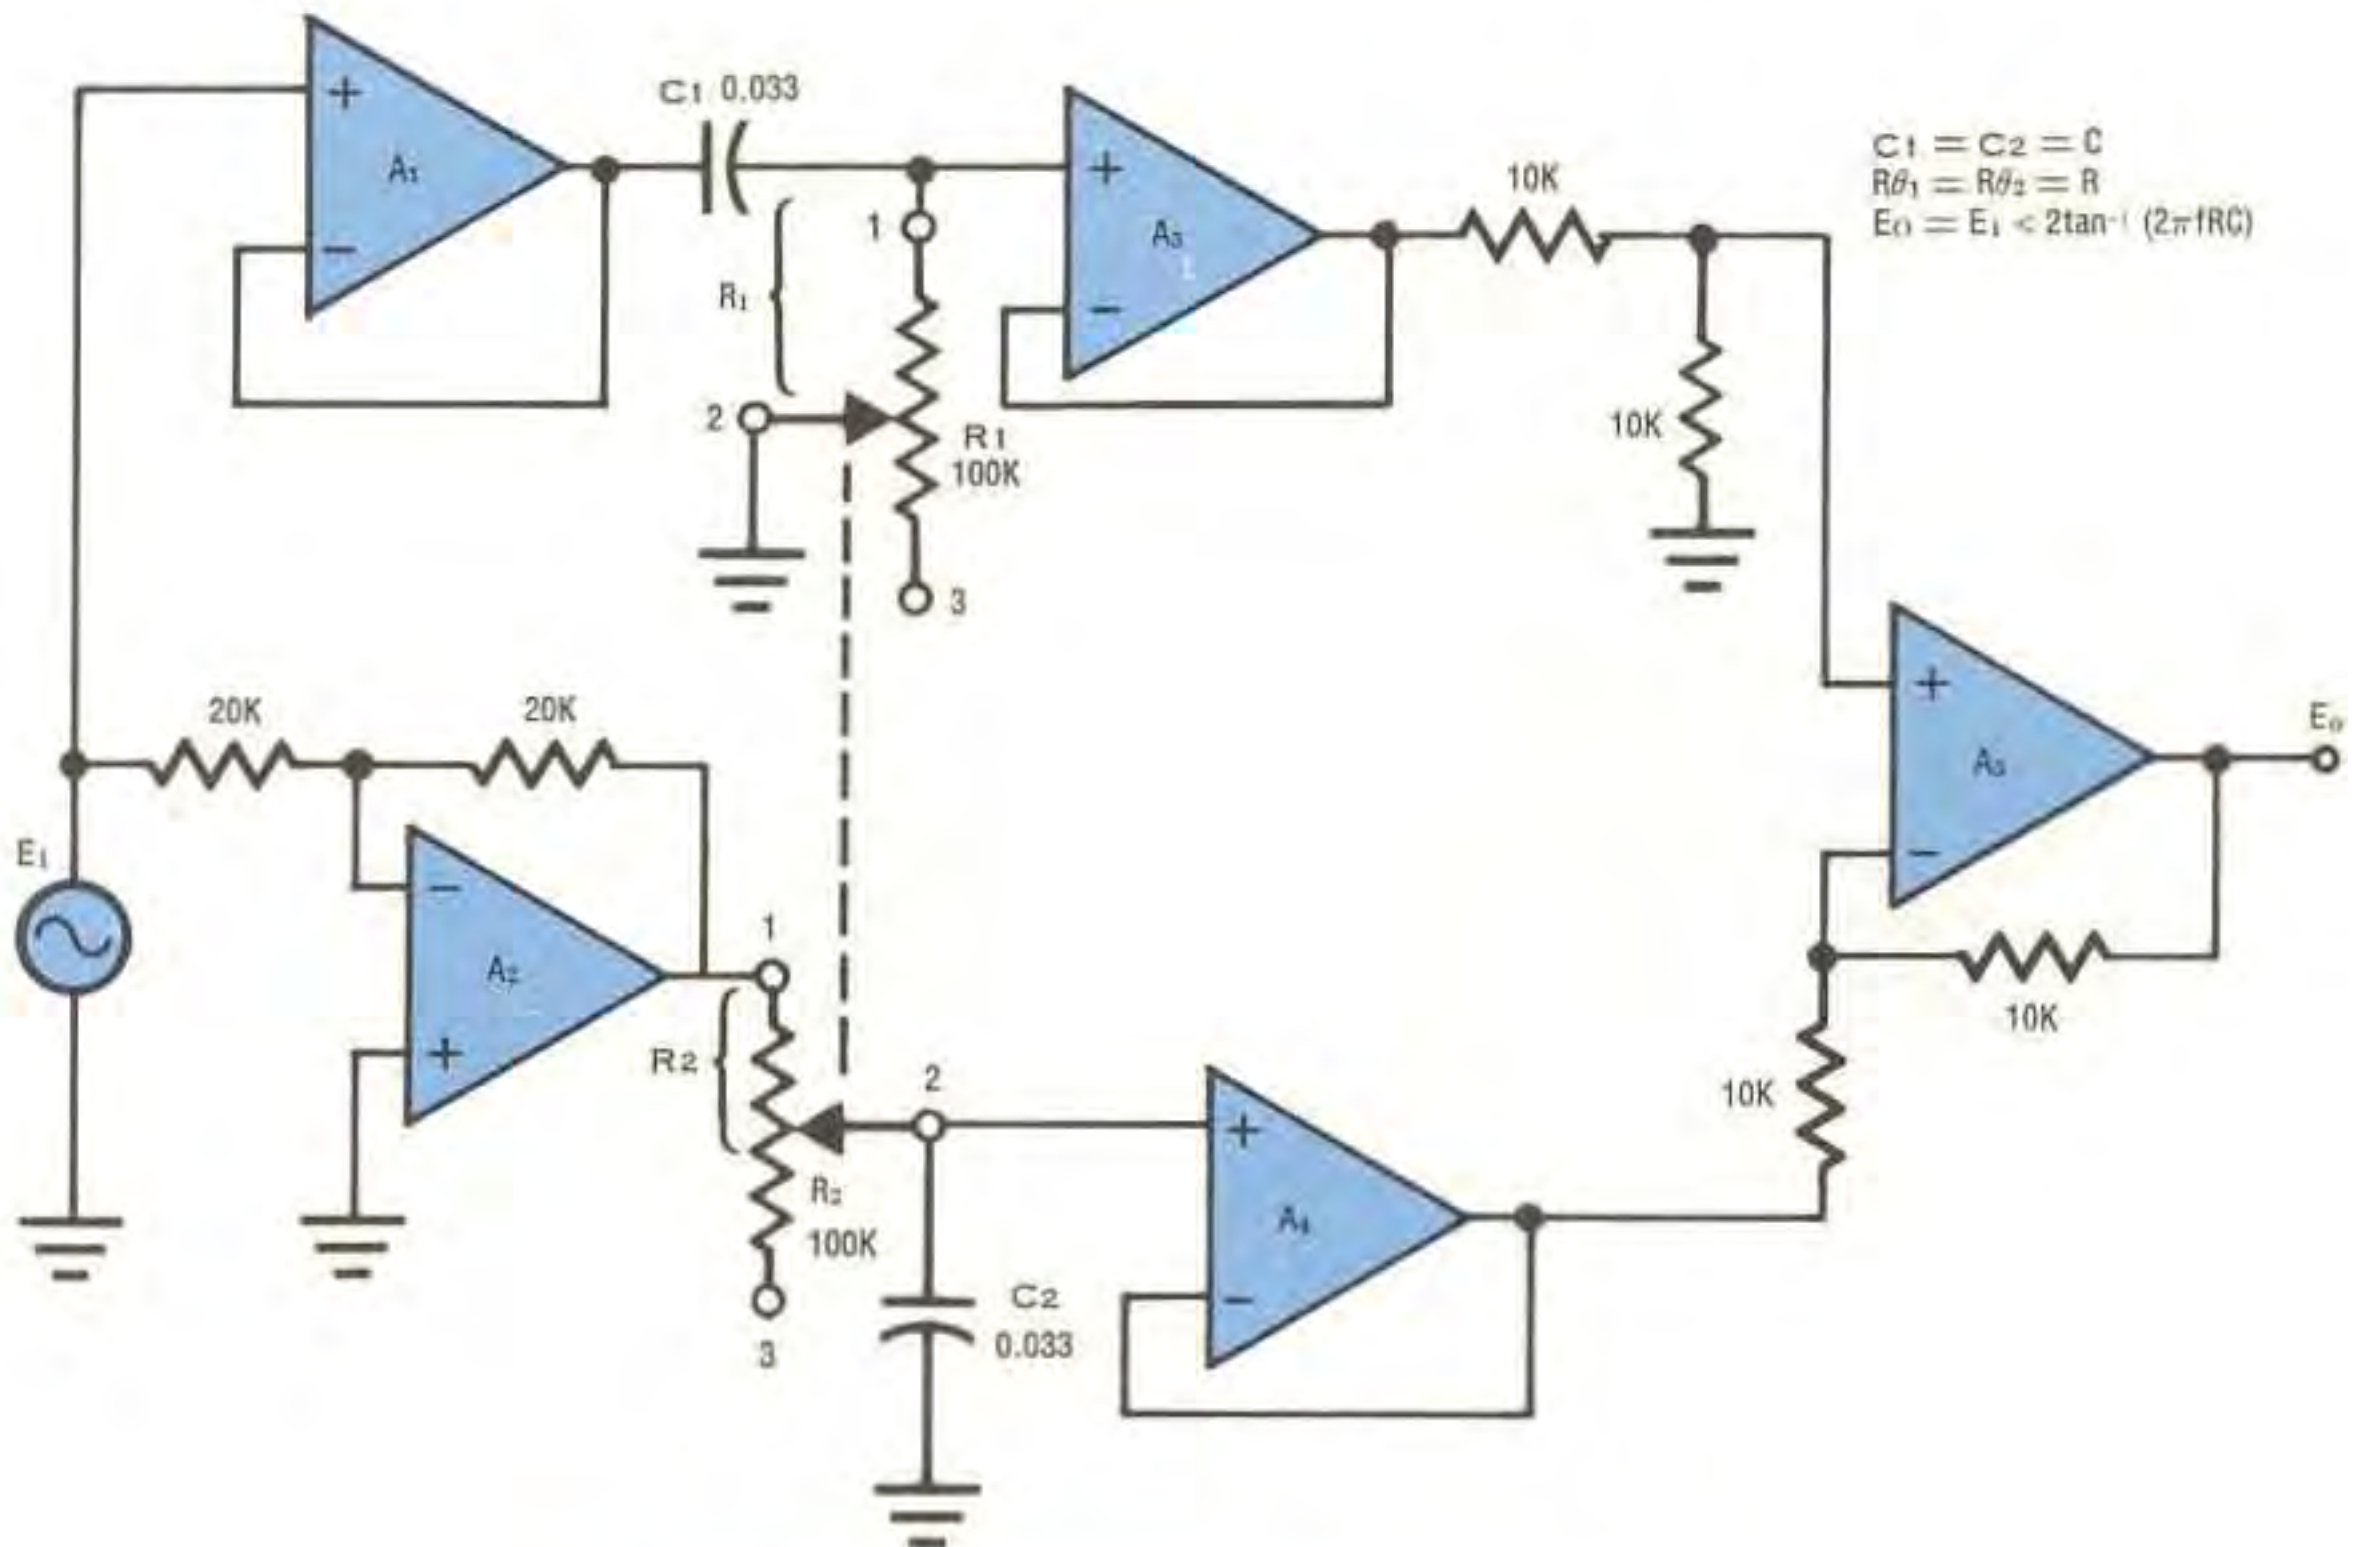 +
A₁
−
C1 0.033
1
R₁
2
R1
100K
3
+
A₃
−
10K
10K
C1 = C2 = C
Rθ₁ = Rθ₂ = R
E₀ = E₁ < 2tan⁻¹ (2πfRC)
20K
20K
E₁
−
A₂
+
1
R2
R₂
100K
3
2
C2
0.033
+
A₄
−
10K
10K
+
A₅
−
E₀